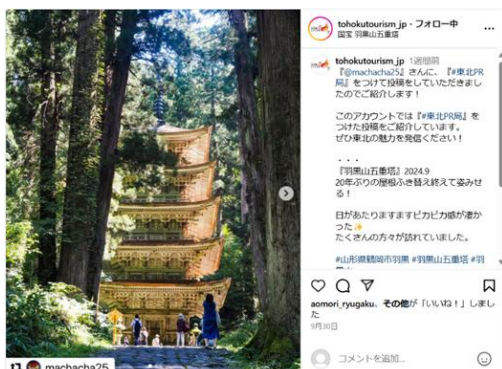 tohokutourism_jp・フォロー中
国宝 羽黒山五重塔
tohokutourism_jp 1週間前
『@machacha25』さんに、『#東北PR
局』をつけて投稿をしていただきまし
たのでご紹介します！
このアカウントでは『#東北PR局』を
つけた投稿をご紹介しています。
ぜひ東北の魅力を発信ください！
・・・
『羽黒山五重塔』2024.9
20年ぶりの屋根ふき替え終えて姿みせ
る！
日があたりますますピカピカ感が凄か
った✨
たくさんの方々が訪れていました。
#山形県鶴岡市羽黒 #羽黒山五重塔 #羽
aomori_ryugaku、その他が「いいね！」しまし
た
9月30日
コメントを追加...
machacha25